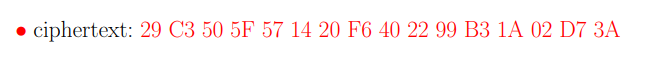 • ciphertext: 29 C3 50 5F 57 14 20 F6 40 22 99 B3 1A 02 D7 3A